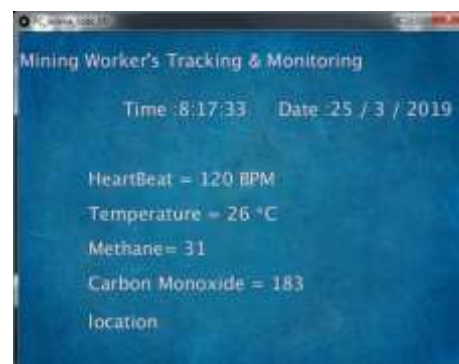 Mining Worker's Tracking & Monitoring
Time :8:17:33 Date :25 / 3 / 2019
HeartBeat = 120 BPM
Temperature = 26 °C
Methane= 31
Carbon Monoxide = 183
location